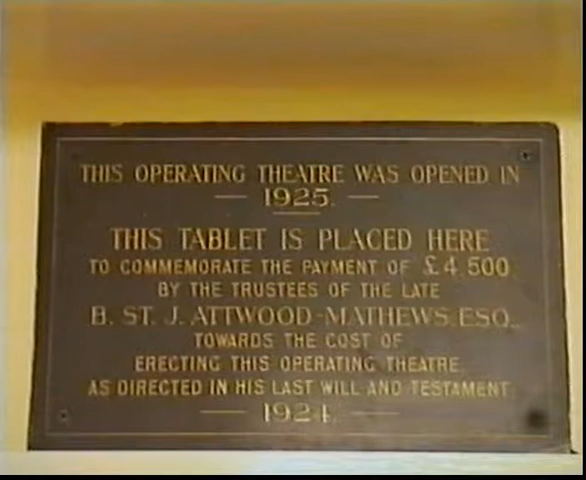 THIS OPERATING THEATRE WAS OPENED IN
1925.
THIS TABLET IS PLACED HERE
TO COMMEMORATE THE PAYMENT OF £4,500
BY THE TRUSTEES OF THE LATE
B. ST. J. ATTWOOD-MATHEWS, ESQ.,
TOWARDS THE COST OF
ERECTING THIS OPERATING THEATRE
AS DIRECTED IN HIS LAST WILL AND TESTAMENT
1924.